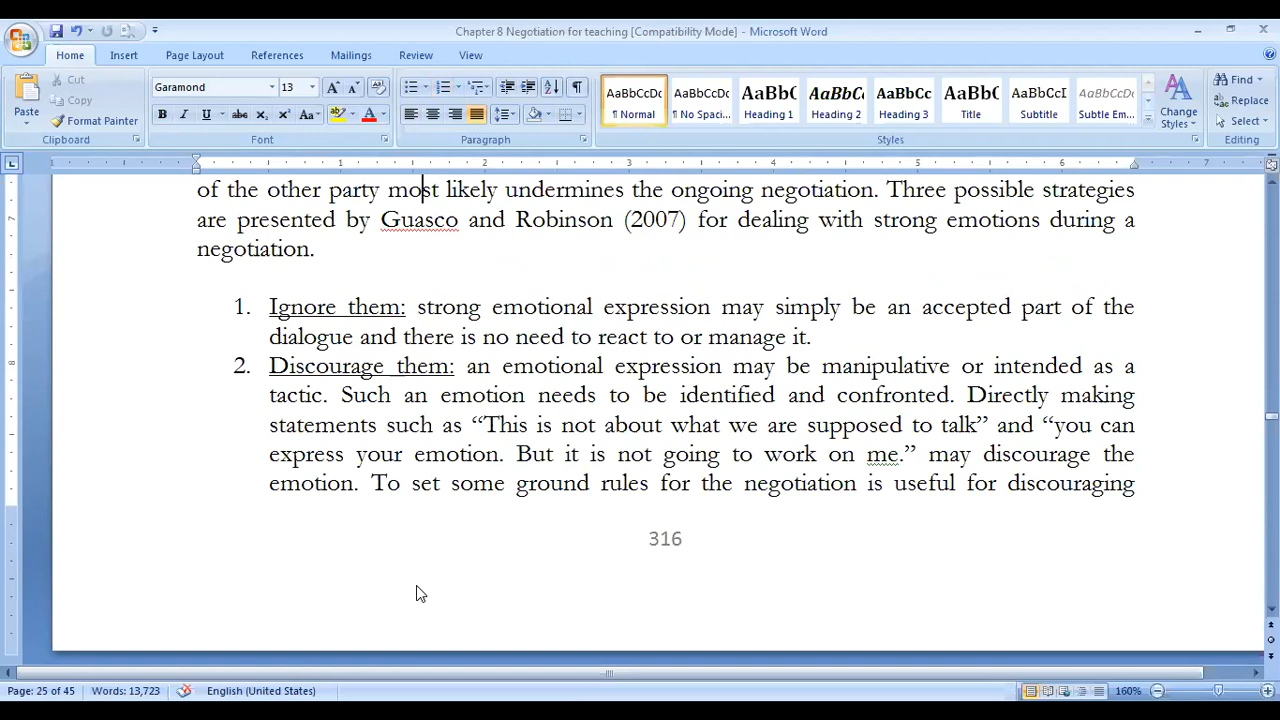 Chapter 8 Negotiation for teaching [Compatibility Mode] - Microsoft Word
Home Insert Page Layout References Mailings Review View
Paste
Cut
Copy
Format Painter
Clipboard
Garamond 13
Font
Paragraph
AaBbCcDc AaBbCcDc AaBbC AaBbCc AaBbCc AaBbC AaBbCcI AaBbCcDc
¶ Normal ¶ No Spaci... Heading 1 Heading 2 Heading 3 Title Subtitle Subtle Em...
Change Styles
Styles
Find
Replace
Select
Editing
1 2 3 4 5 6 7
of the other party most likely undermines the ongoing negotiation. Three possible strategies
are presented by Guasco and Robinson (2007) for dealing with strong emotions during a
negotiation.
1. Ignore them: strong emotional expression may simply be an accepted part of the
dialogue and there is no need to react to or manage it.
2. Discourage them: an emotional expression may be manipulative or intended as a
tactic. Such an emotion needs to be identified and confronted. Directly making
statements such as “This is not about what we are supposed to talk” and “you can
express your emotion. But it is not going to work on me.” may discourage the
emotion. To set some ground rules for the negotiation is useful for discouraging
316
Page: 25 of 45 Words: 13,723 English (United States) 160%